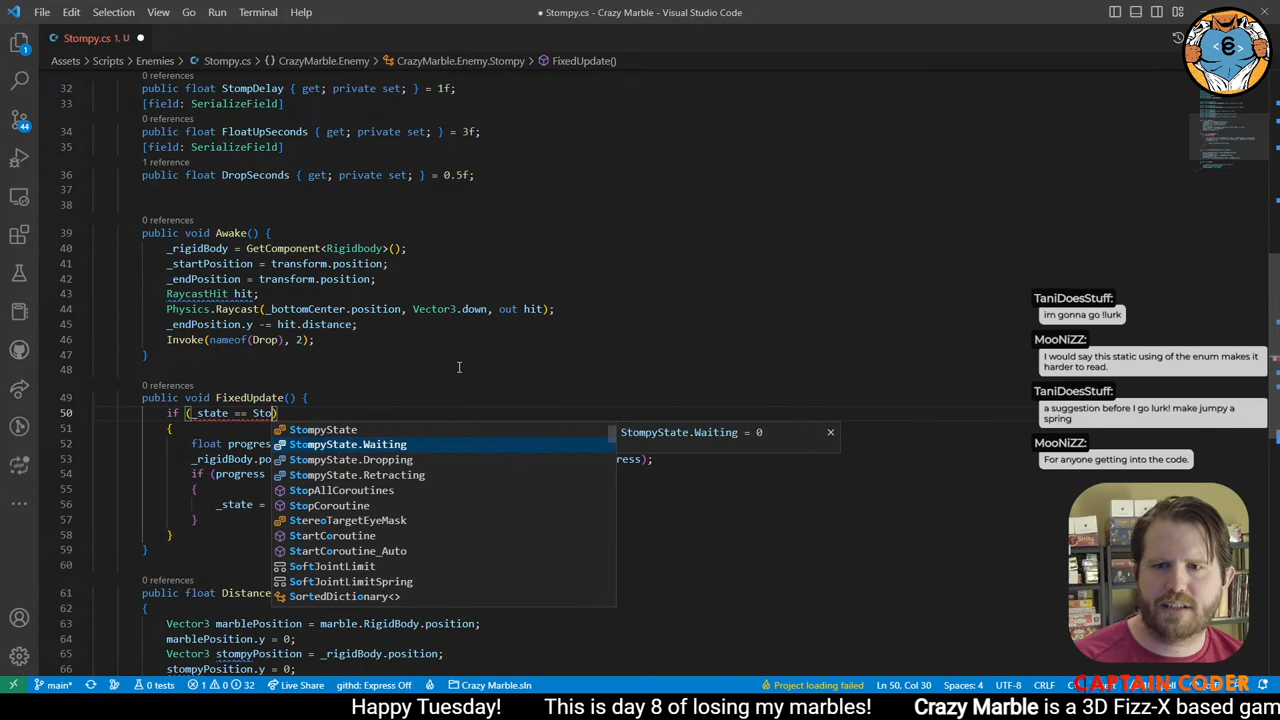 File Edit View Go Run Terminal Help
● Stompy.cs - Crazy Marble - Visual Studio Code
Stompy.cs 1, U ●
Assets > Scripts > Enemies > Stompy.cs > {} CrazyMarble.Enemy > CrazyMarble.Enemy.Stompy > FixedUpdate()
0 references
32 public float StompDelay { get; private set; } = 1f;
33 [field: SerializeField]
0 references
34 public float FloatUpSeconds { get; private set; } = 3f;
35 [field: SerializeField]
1 reference
36 public float DropSeconds { get; private set; } = 0.5f;
37
38
0 references
39 public void Awake() {
40 _rigidBody = GetComponent<Rigidbody>();
41 _startPosition = transform.position;
42 _endPosition = transform.position;
43 RaycastHit hit;
44 Physics.Raycast(_bottomCenter.position, Vector3.down, out hit);
45 _endPosition.y -= hit.distance;
46 Invoke(nameof(Drop), 2);
47 }
48
0 references
49 public void FixedUpdate() {
50 if (_state == Sto)
51 {
52 float progres
53 _rigidBody.po ress);
54 if (progress
55 {
56 _state =
57 }
58 }
59 }
60
0 references
61 public float Distance
62 {
63 Vector3 marblePosition = marble.RigidBody.position;
64 marblePosition.y = 0;
65 Vector3 stompyPosition = _rigidBody.position;
66 stompyPosition.z = 0;
StompyState
StompyState.Waiting
StompyState.Dropping
StompyState.Retracting
StopAllCoroutines
StopCoroutine
StereoTargetEyeMask
StartCoroutine
StartCoroutine_Auto
SoftJointLimit
SoftJointLimitSpring
SortedDictionary<>
StompyState.Waiting = 0
TaniDoesStuff:
im gonna go !lurk
MooNiZZ:
I would say this static using of the enum makes it
harder to read.
TaniDoesStuff:
a suggestion before I go lurk! make jumpy a
spring
MooNiZZ:
For anyone getting into the code.
1
44
main* 0 tests 1 0 32 Live Share githd: Express Off Crazy Marble.sln Project loading failed Ln 50, Col 30 Spaces: 4 UTF-8 CRLF
CAPTAIN CODER
Happy Tuesday! This is day 8 of losing my marbles! Crazy Marble is a 3D Fizz-X based gam